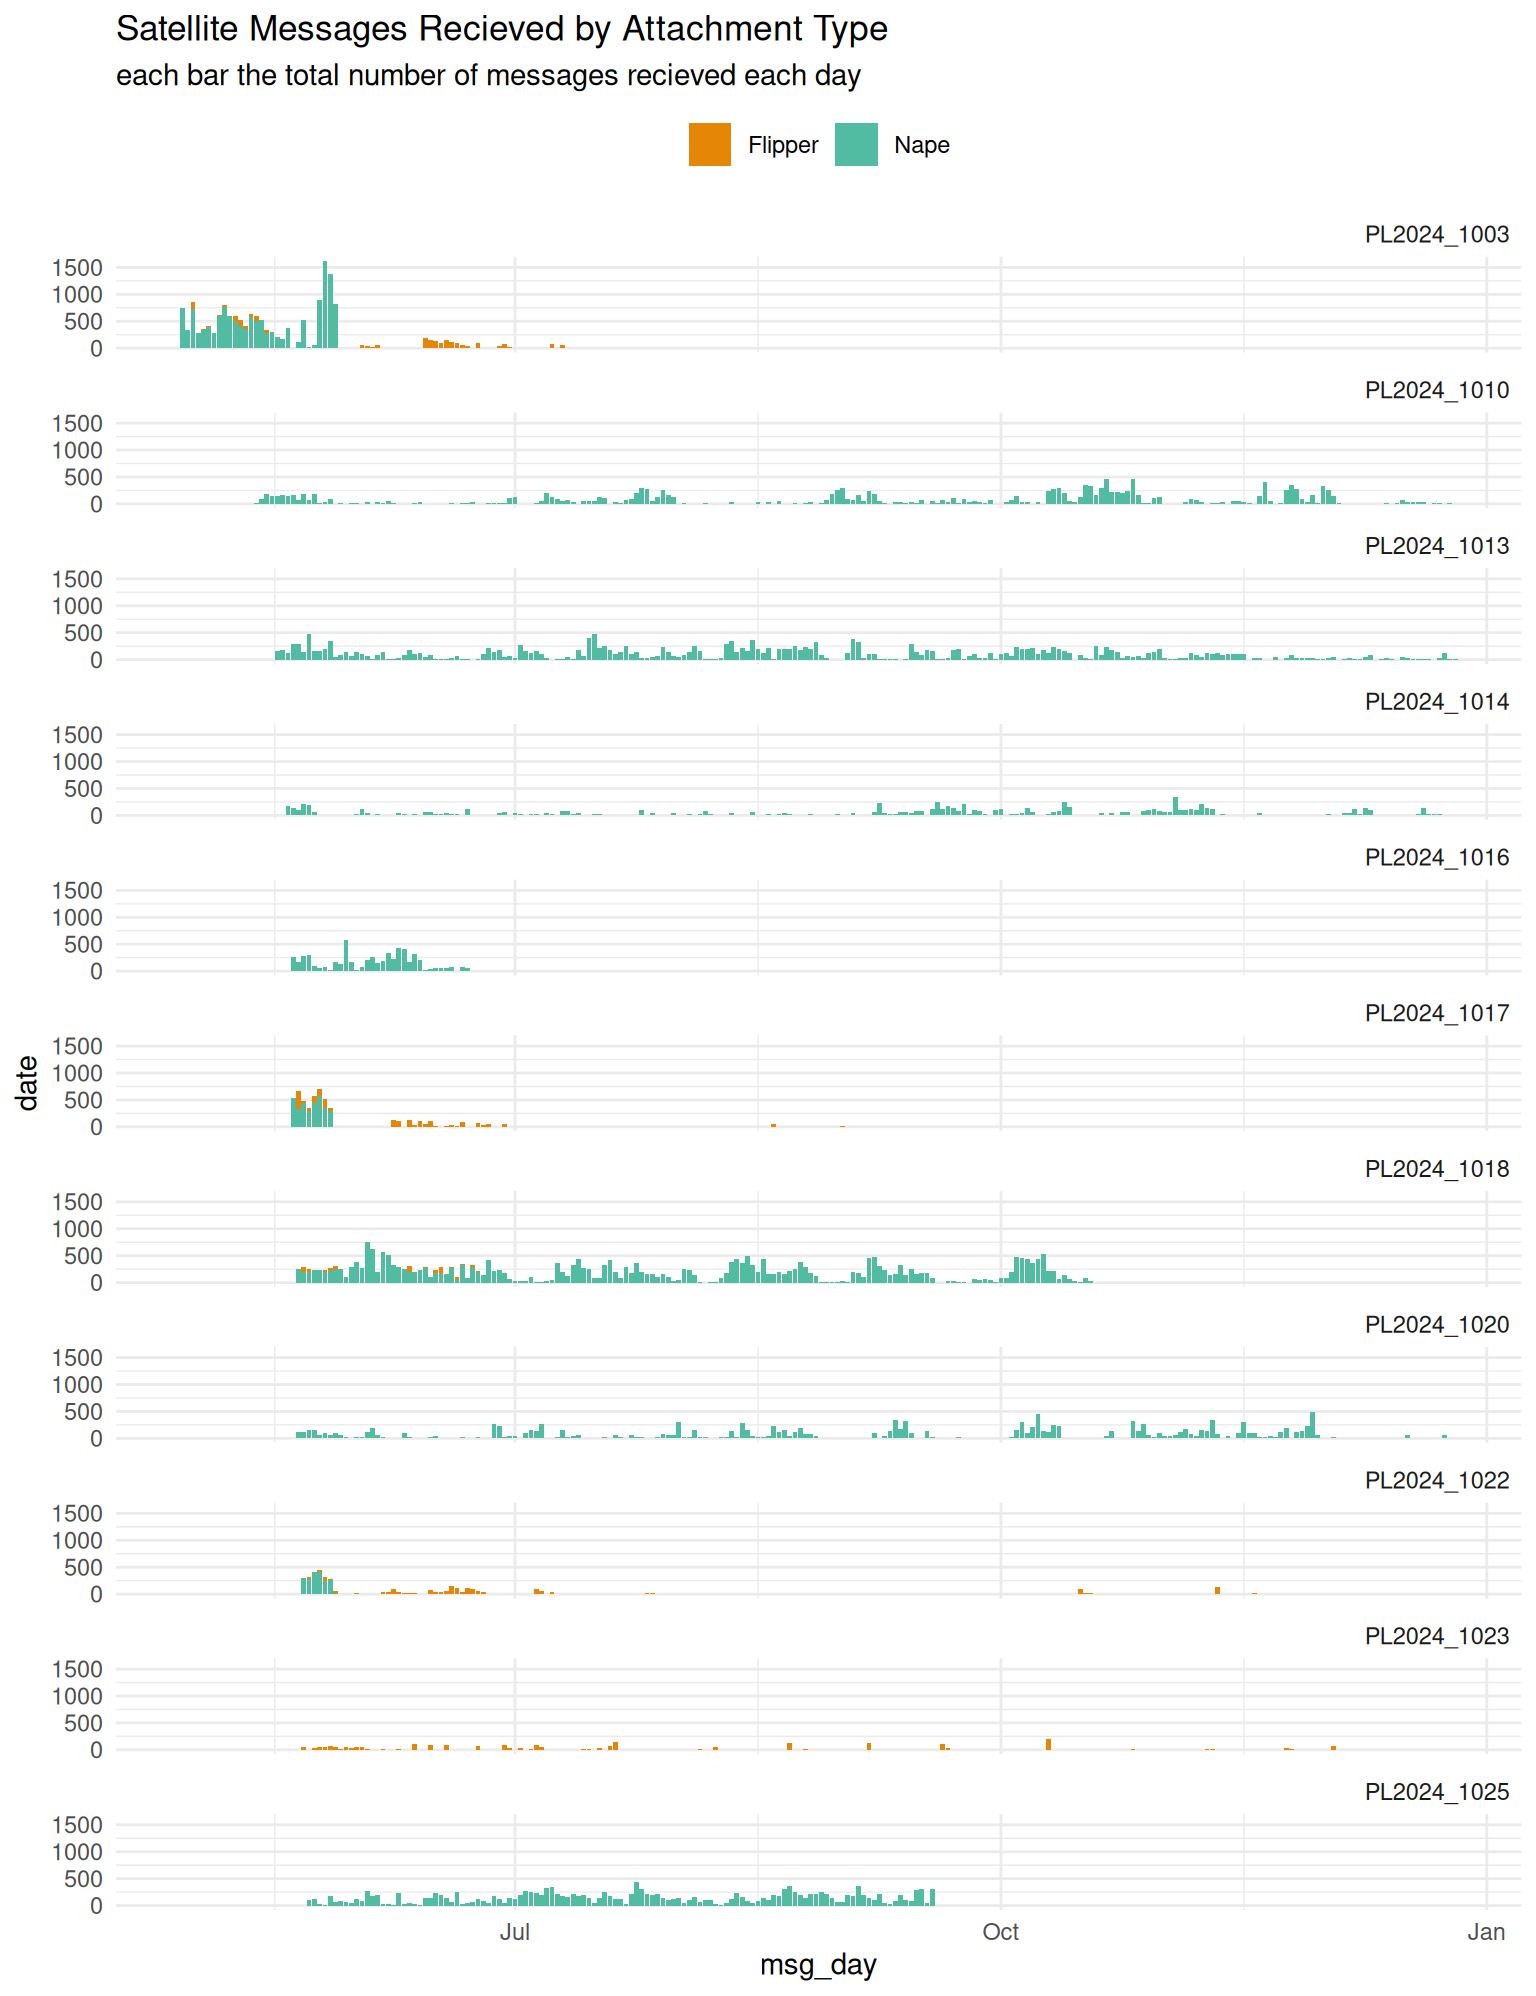 Satellite Messages Recieved by Attachment Type
each bar the total number of messages recieved each day
Flipper Nape
PL2024_1003
1500
1000
500
0
PL2024_1010
1500
1000
500
0
PL2024_1013
1500
1000
500
0
PL2024_1014
1500
1000
500
0
PL2024_1016
1500
1000
500
0
PL2024_1017
1500
1000
500
0
date
PL2024_1018
1500
1000
500
0
PL2024_1020
1500
1000
500
0
PL2024_1022
1500
1000
500
0
PL2024_1023
1500
1000
500
0
PL2024_1025
1500
1000
500
0
Jul Oct Jan
msg_day